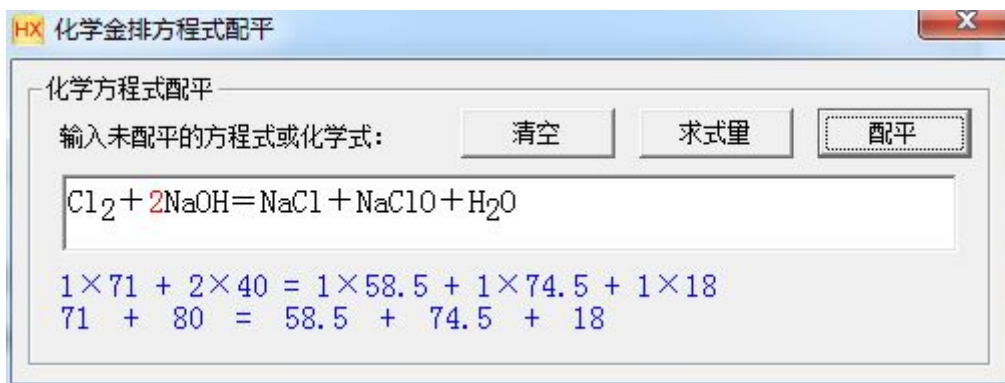 HX 化学金排方程式配平
X
化学方程式配平
输入未配平的方程式或化学式: 清空 求式量 配平
Cl₂＋2NaOH＝NaCl＋NaClO＋H₂O
1×71 + 2×40 = 1×58.5 + 1×74.5 + 1×18
71 + 80 = 58.5 + 74.5 + 18